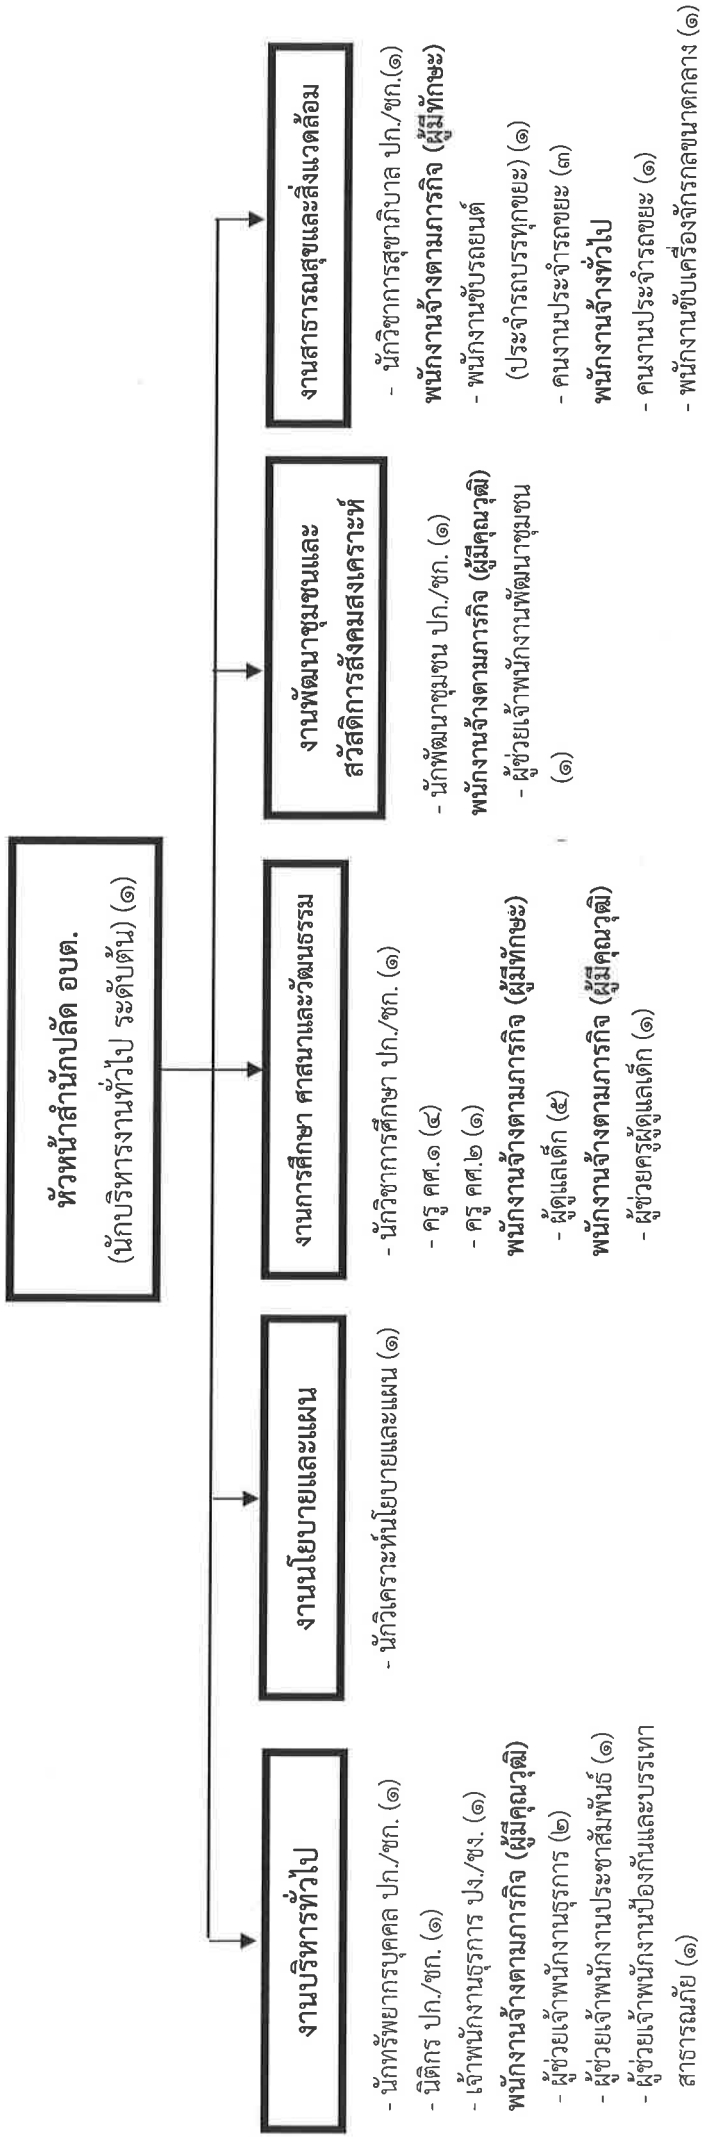 หัวหน้าสำนักปลัด อบต.
(นักบริหารงานทั่วไป ระดับต้น) (๑)
งานบริหารทั่วไป
- นักทรัพยากรบุคคล ปก./ชก. (๑)
- นิติกร ปก./ชก. (๑)
- เจ้าพนักงานธุรการ ปง./ชง. (๑)
พนักงานจ้างตามภารกิจ (ผู้มีคุณวุฒิ)
- ผู้ช่วยเจ้าพนักงานธุรการ (๒)
- ผู้ช่วยเจ้าพนักงานประชาสัมพันธ์ (๑)
- ผู้ช่วยเจ้าพนักงานป้องกันและบรรเทา
สาธารณภัย (๑)
งานนโยบายและแผน
- นักวิเคราะห์นโยบายและแผน (๑)
งานการศึกษา ศาสนาและวัฒนธรรม
- นักวิชาการศึกษา ปก./ชก. (๑)
- ครู คศ.๑ (๔)
- ครู คศ.๒ (๑)
พนักงานจ้างตามภารกิจ (ผู้มีทักษะ)
- ผู้ดูแลเด็ก (๕)
พนักงานจ้างตามภารกิจ (ผู้มีคุณวุฒิ)
- ผู้ช่วยครูผู้ดูแลเด็ก (๑)
งานพัฒนาชุมชนและ
สวัสดิการสังคมสงเคราะห์
- นักพัฒนาชุมชน ปก./ชก. (๑)
พนักงานจ้างตามภารกิจ (ผู้มีคุณวุฒิ)
- ผู้ช่วยเจ้าพนักงานพัฒนาชุมชน
(๑)
งานสาธารณสุขและสิ่งแวดล้อม
- นักวิชาการสุขาภิบาล ปก./ชก.(๑)
พนักงานจ้างตามภารกิจ (ผู้มีทักษะ)
- พนักงานขับรถยนต์
(ประจำรถบรรทุกขยะ) (๑)
- คนงานประจำรถขยะ (๓)
พนักงานจ้างทั่วไป
- คนงานประจำรถขยะ (๑)
- พนักงานขับเครื่องจักรกลขนาดกลาง (๑)